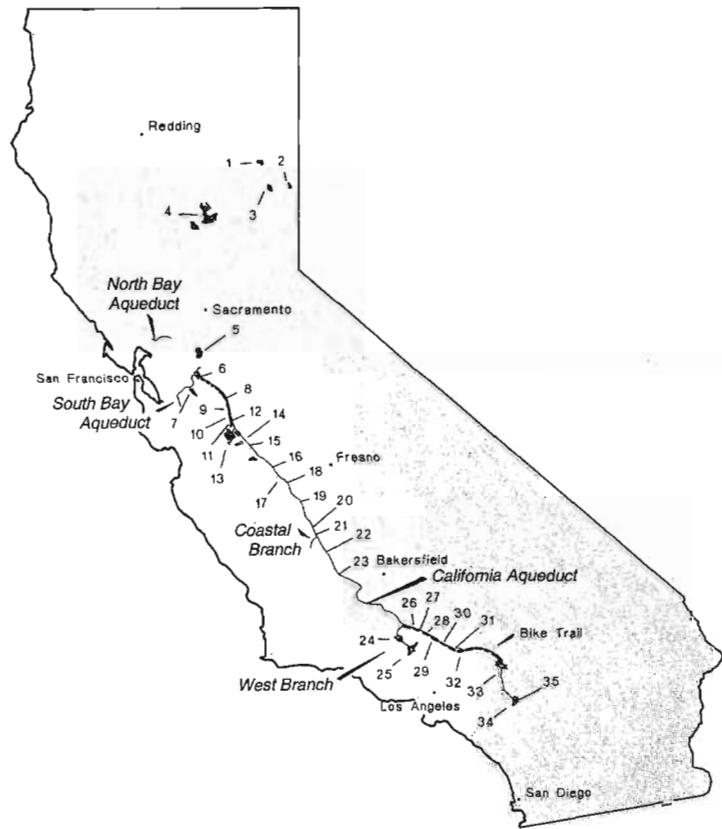 Redding
1
2
3
4
North Bay
Aqueduct
Sacramento
5
San Francisco
6
South Bay
Aqueduct
7
8
9
10
12
14
11
15
13
16
Fresno
18
17
19
20
Coastal
Branch
21
22
23
Bakersfield
California Aqueduct
26
27
28
30
31
Bike Trail
24
25
29
32
West Branch
33
35
Los Angeles
34
San Diego